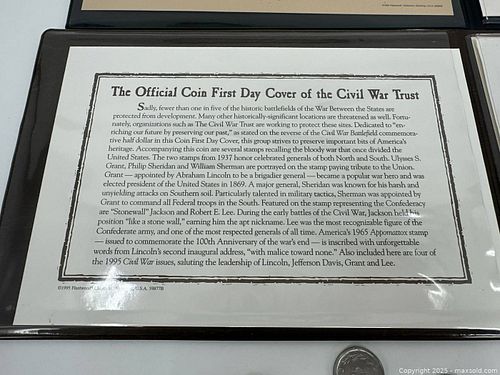 The Official Coin First Day Cover of the Civil War Trust
Sadly, fewer than one in five of the historic battlefields of the War Between the States are
protected from development. Many other historically-significant locations are threatened as well. Fortu-
nately, organizations such as The Civil War Trust are working to protect these sites. Dedicated to "en-
riching our future by preserving our past," as stated on the reverse of the Civil War Battlefield commemora-
tive half dollar in this Coin First Day Cover, this group strives to preserve important bits of America's
heritage. Accompanying this coin are several stamps recalling the bloody war that once divided the
United States. The two stamps from 1937 honor celebrated generals of both North and South. Ulysses S.
Grant, Philip Sheridan and William Sherman are portrayed on the stamp paying tribute to the Union.
Grant — appointed by Abraham Lincoln to be a brigadier general — became a popular war hero and was
elected president of the United States in 1869. A major general, Sheridan was known for his harsh and
unyielding attacks on Southern soil. Particularly talented in military tactics, Sherman was appointed by
Grant to command all Federal troops in the South. Featured on the stamp representing the Confederacy
are "Stonewall" Jackson and Robert E. Lee. During the early battles of the Civil War, Jackson held his
position "like a stone wall," earning him the apt nickname. Lee was the most recognizable figure of the
Confederate army, and one of the most respected generals of all time. America's 1965 Appomattox stamp
— issued to commemorate the 100th Anniversary of the war's end — is inscribed with unforgettable
words from Lincoln's second inaugural address, "with malice toward none." Also included here are four of
the 1995 Civil War issues, saluting the leadership of Lincoln, Jefferson Davis, Grant and Lee.
©1995 Fleetwood U.S.A.
Copyright 2025 - maxsold.com